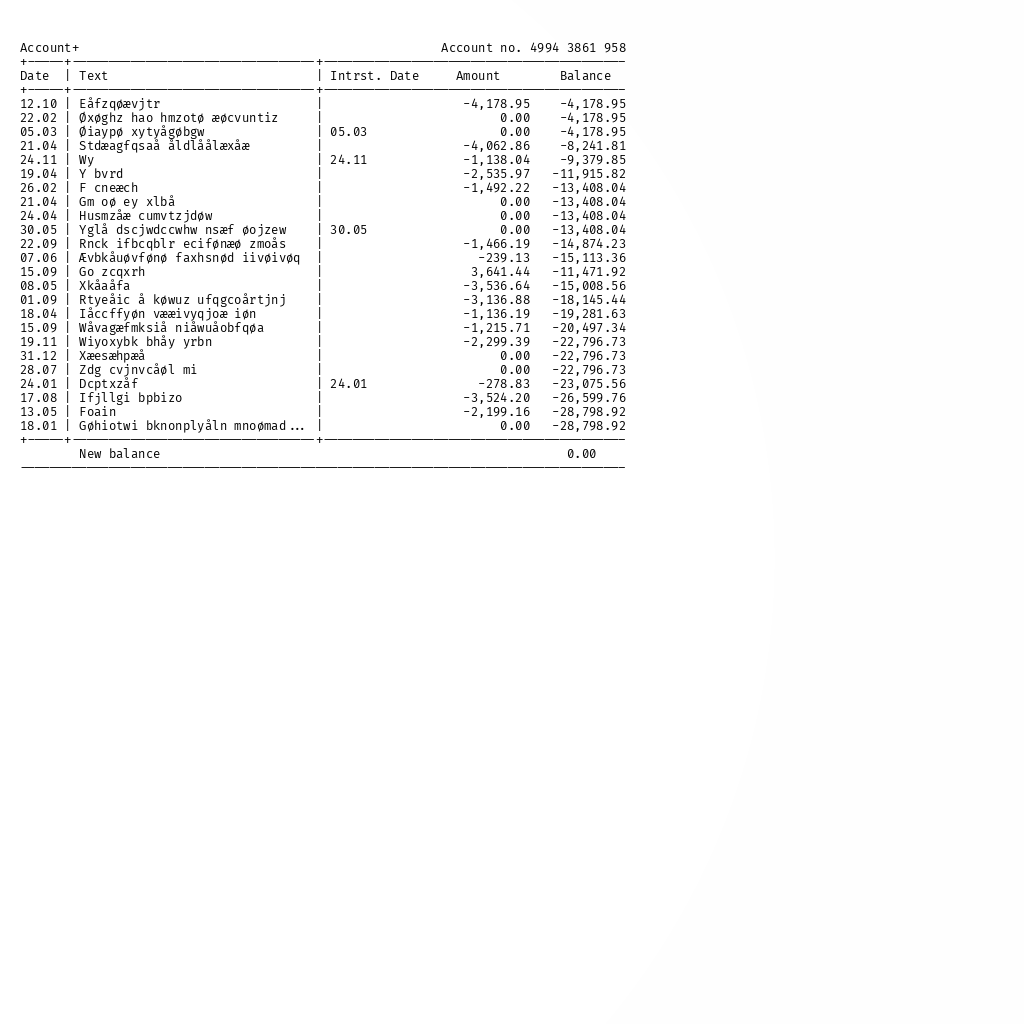 Account+ Account no. 4994 3861 958
Date | Text | Intrst. Date Amount Balance
12.10 | Eåfzqøævjtr | -4,178.95 -4,178.95
22.02 | Øxøghz hao hmzotø æøcvuntiz | 0.00 -4,178.95
05.03 | Øiaypø xytyågøbgw | 05.03 0.00 -4,178.95
21.04 | Stdæagfqsaå åldlåålæxåæ | -4,062.86 -8,241.81
24.11 | Wy | 24.11 -1,138.04 -9,379.85
19.04 | Y bvrd | -2,535.97 -11,915.82
26.02 | F cneæch | -1,492.22 -13,408.04
21.04 | Gm oø ey xlbå | 0.00 -13,408.04
24.04 | Husmzåæ cumvtzjdøw | 0.00 -13,408.04
30.05 | Yglå dscjwdccwhw nsæf øojzew | 30.05 0.00 -13,408.04
22.09 | Rnck ifbcqblr ecifønæø zmoås | -1,466.19 -14,874.23
07.06 | Ævbkåuøvfønø faxhsnød iivøivøq | -239.13 -15,113.36
15.09 | Go zcqxrh | 3,641.44 -11,471.92
08.05 | Xkåaåfa | -3,536.64 -15,008.56
01.09 | Rtyeåic å køwuz ufqgcoårtjnj | -3,136.88 -18,145.44
18.04 | Iåccffyøn vææivyqjoæ iøn | -1,136.19 -19,281.63
15.09 | Wåvagæfmksiå niåwuåobfqøa | -1,215.71 -20,497.34
19.11 | Wiyoxybk bhåy yrbn | -2,299.39 -22,796.73
31.12 | Xæesæhpæå | 0.00 -22,796.73
28.07 | Zdg cvjnvcåøl mi | 0.00 -22,796.73
24.01 | Dcptxzåf | 24.01 -278.83 -23,075.56
17.08 | Ifjllgi bpbizo | -3,524.20 -26,599.76
13.05 | Foain | -2,199.16 -28,798.92
18.01 | Gøhiotwi bknonplyåln mnoømad... | 0.00 -28,798.92
New balance 0.00